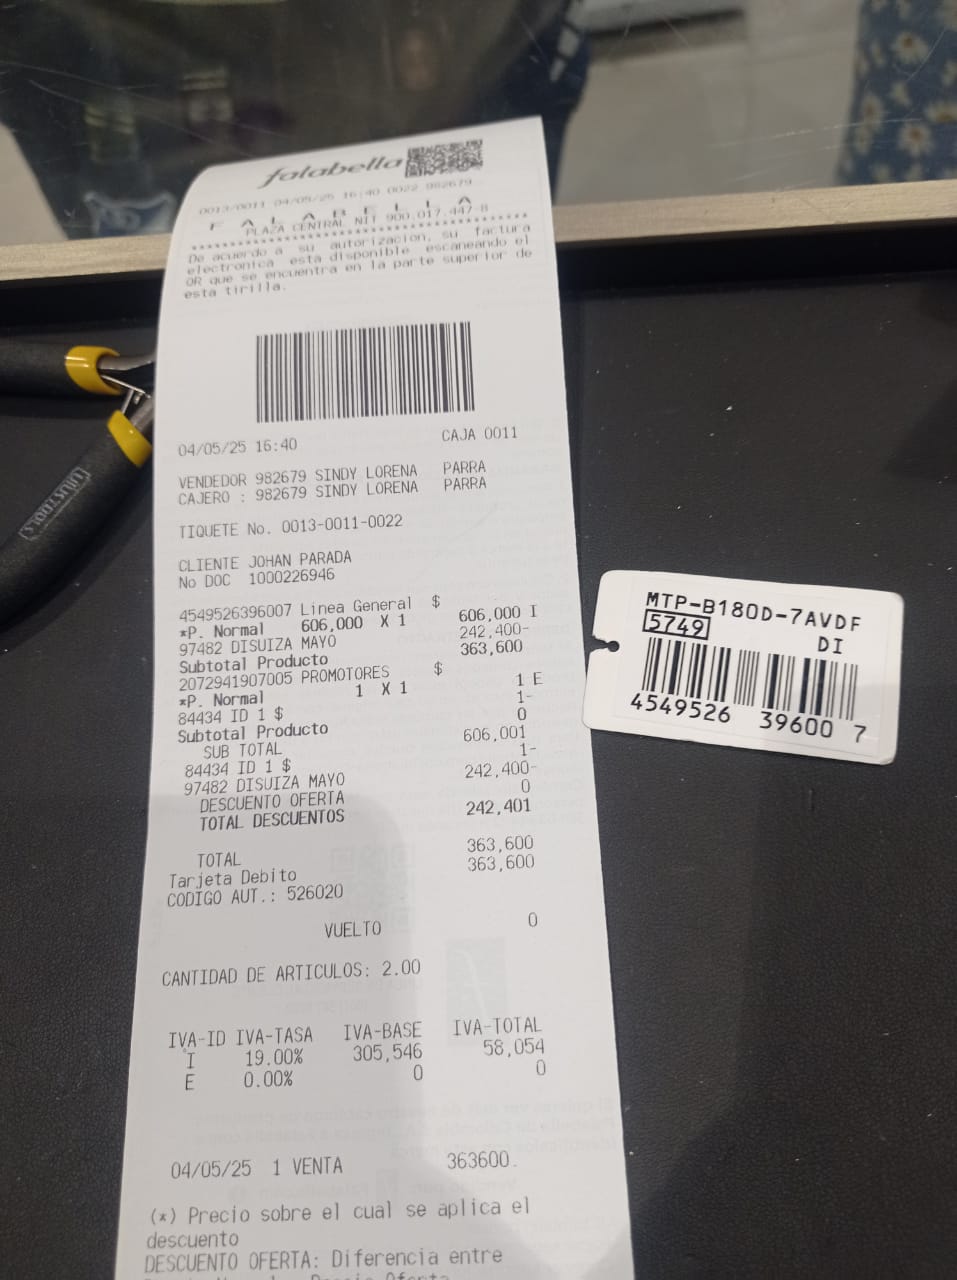 falabella
0013/0011 04/05/25 16:40 0022 982679
F A L A B E L L A
PLAZA CENTRAL NIT 900.017.447-8
****************************************
De acuerdo a su autorizacion, su factura
electronica esta disponible escaneando el
QR que se encuentra en la parte superior de
esta tirilla.
04/05/25 16:40 CAJA 0011
VENDEDOR 982679 SINDY LORENA PARRA
CAJERO : 982679 SINDY LORENA PARRA
TIQUETE No. 0013-0011-0022
CLIENTE JOHAN PARADA
No DOC 1000226946
4549526396007 Linea General $
*P. Normal 606,000 X 1 606,000 I
97482 DISUIZA MAYO 242,400-
Subtotal Producto 363,600
2072941907005 PROMOTORES $
*P. Normal 1 X 1 1 E
84434 ID 1 $ 1-
Subtotal Producto 0
SUB TOTAL 606,001
84434 ID 1 $ 1-
97482 DISUIZA MAYO 242,400-
DESCUENTO OFERTA 0
TOTAL DESCUENTOS 242,401
TOTAL 363,600
Tarjeta Debito 363,600
CODIGO AUT.: 526020
VUELTO 0
CANTIDAD DE ARTICULOS: 2.00
IVA-ID IVA-TASA IVA-BASE IVA-TOTAL
I 19.00% 305,546 58,054
E 0.00% 0 0
04/05/25 1 VENTA 363600.
(*) Precio sobre el cual se aplica el
descuento
DESCUENTO OFERTA: Diferencia entre
MTP-B180D-7AVDF
5749 DI
4549526 39600 7